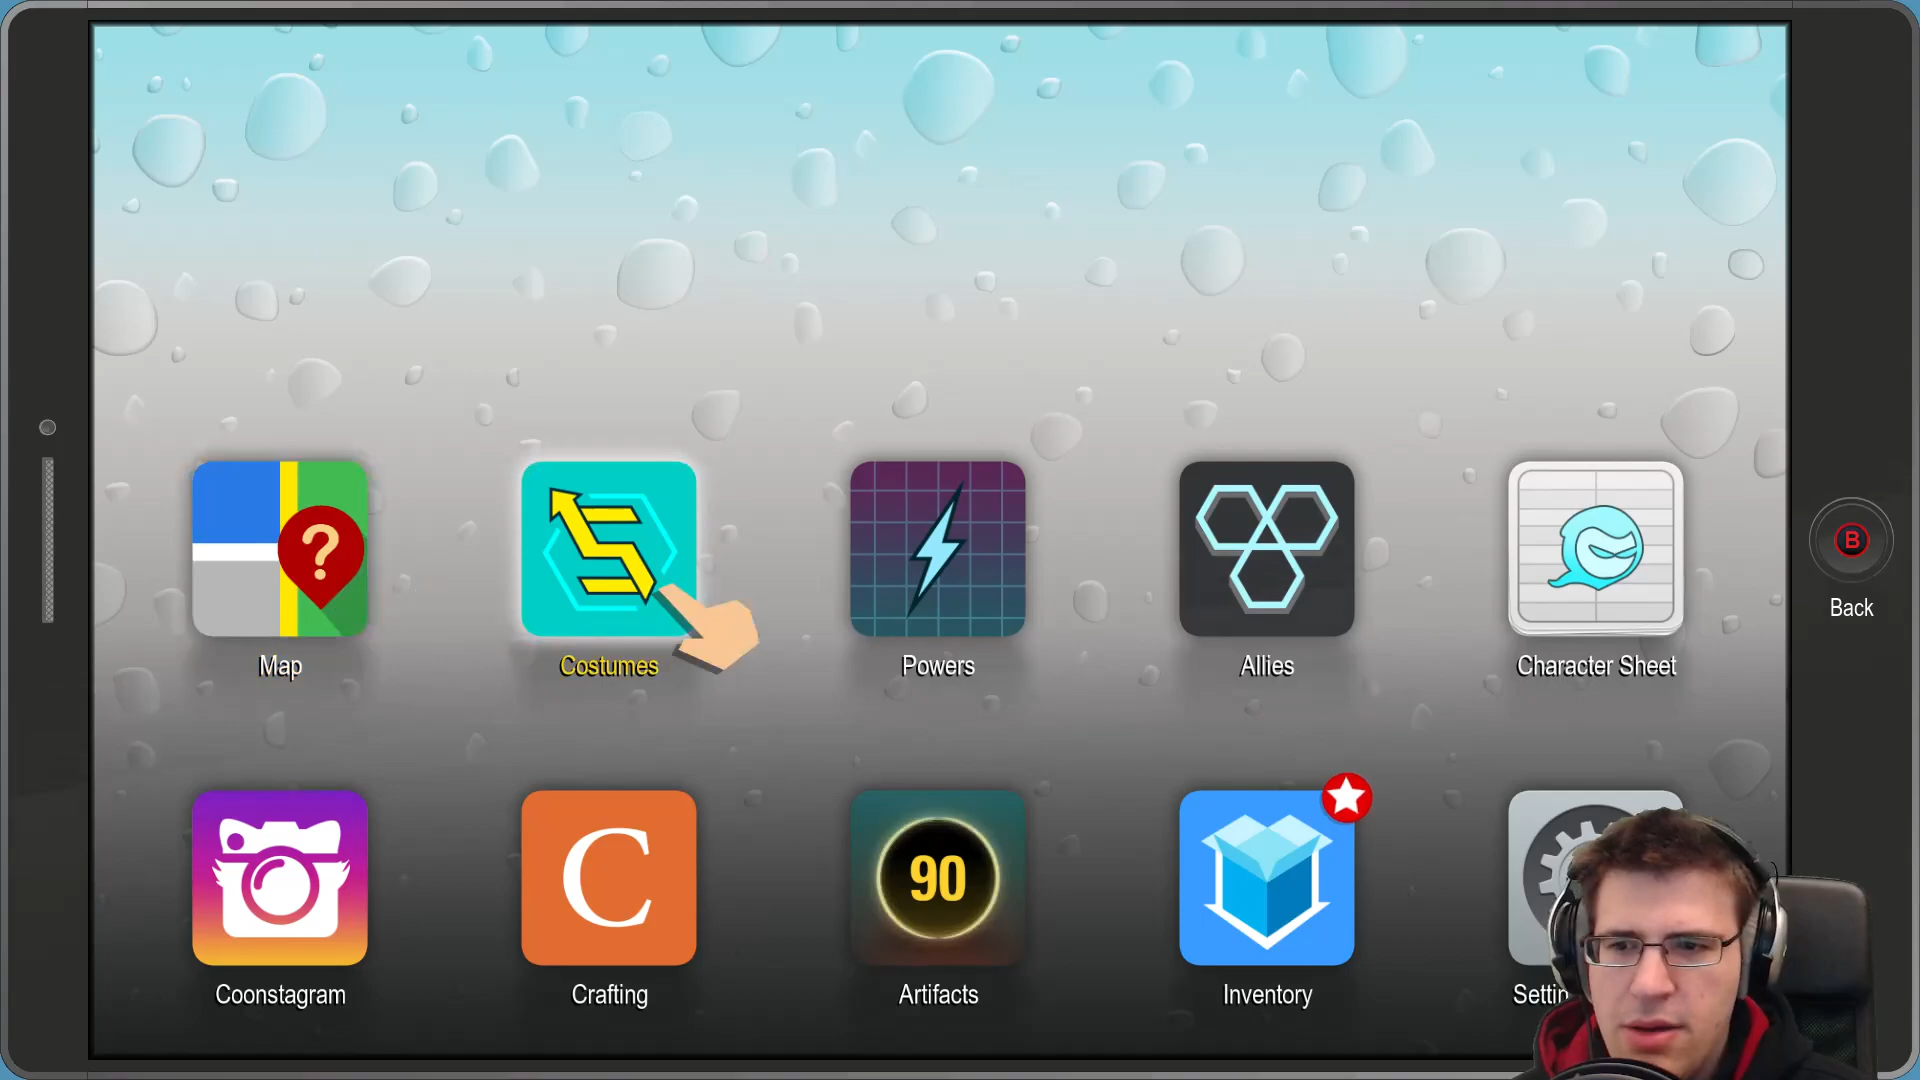 ?
B
Back
Map
Costumes
Powers
Allies
Character Sheet
C
90
Coonstagram
Crafting
Artifacts
Inventory